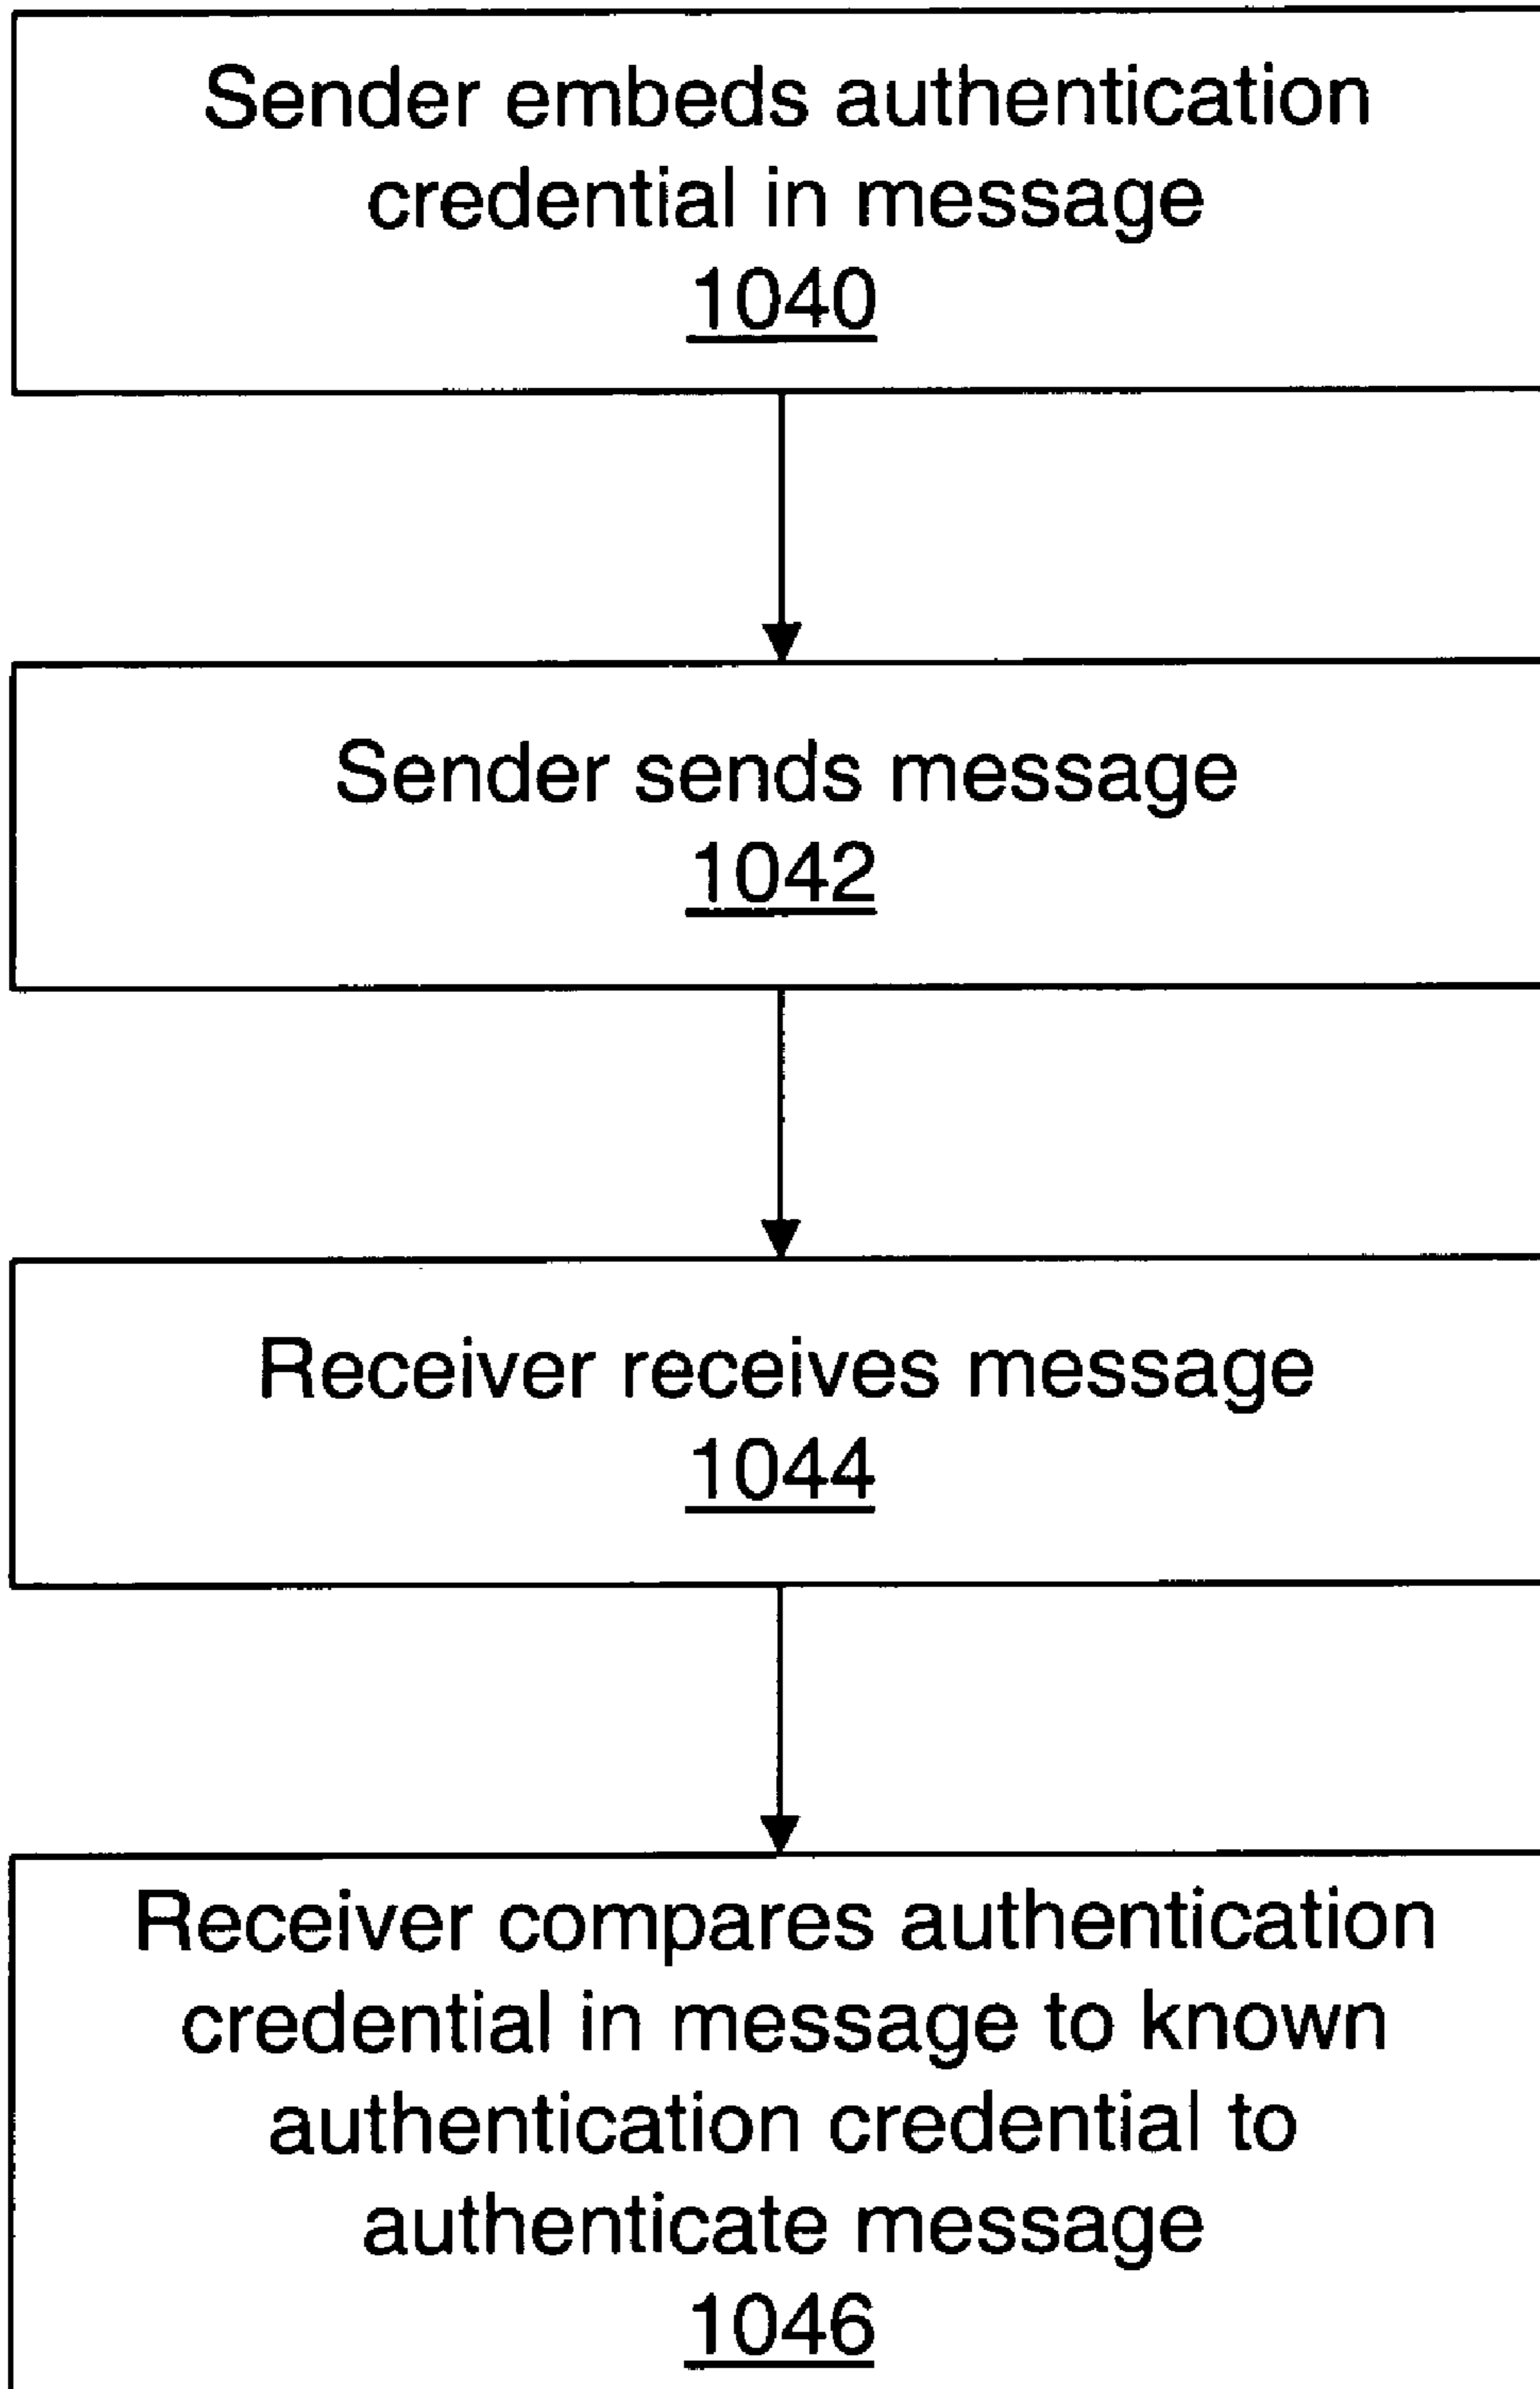 Sender embeds authentication
credential in message
1040
Sender sends message
1042
Receiver receives message
1044
Receiver compares authentication
credential in message to known
authentication credential to
authenticate message
1046